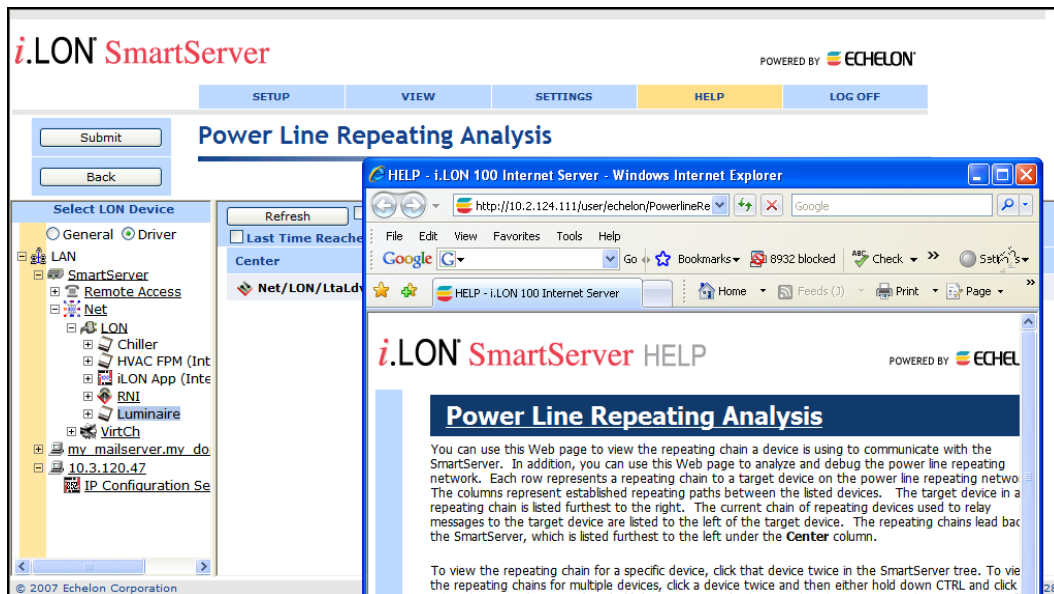 i.LON SmartServer
POWERED BY ECHELON
SETUP VIEW SETTINGS HELP LOG OFF
Submit
Power Line Repeating Analysis
Back
Select LON Device
General Driver
LAN
SmartServer
Remote Access
Net
LON
Chiller
HVAC FPM (Int
iLON App (Inte
RNI
Luminaire
VirtCh
my_mailserver.my_do
10.3.120.47
IP Configuration Se
© 2007 Echelon Corporation
Refresh
Last Time Reache
Center
Net/LON/LtaLdv
HELP - i.LON 100 Internet Server - Windows Internet Explorer
http://10.2.124.111/user/echelon/PowerlineRe Google
File Edit View Favorites Tools Help
Google G Go Bookmarks 8932 blocked ABC Check »
HELP - i.LON 100 Internet Server Home Feeds (J) Print Page »
i.LON SmartServer HELP
POWERED BY ECHEL
Power Line Repeating Analysis
You can use this Web page to view the repeating chain a device is using to communicate with the
SmartServer. In addition, you can use this Web page to analyze and debug the power line repeating
network. Each row represents a repeating chain to a target device on the power line repeating netwo
The columns represent established repeating paths between the listed devices. The target device in a
repeating chain is listed furthest to the right. The current chain of repeating devices used to relay
messages to the target device are listed to the left of the target device. The repeating chains lead bac
the SmartServer, which is listed furthest to the left under the Center column.
To view the repeating chain for a specific device, click that device twice in the SmartServer tree. To vie
the repeating chains for multiple devices, click a device twice and then either hold down CTRL and click
28